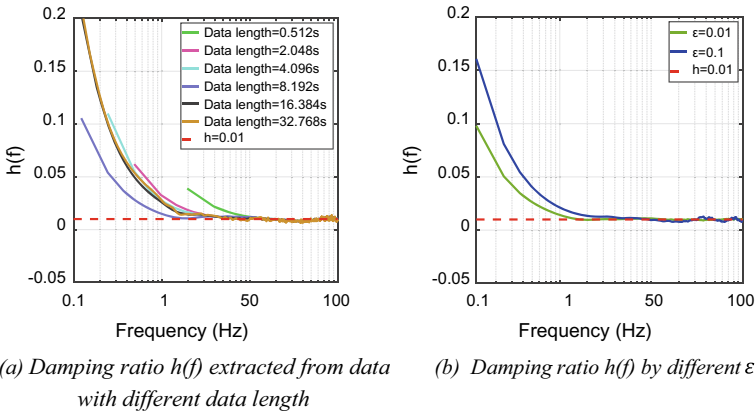 0.2
0.15
0.1
0.05
0
-0.05
h(f)
Data length=0.512s
Data length=2.048s
Data length=4.096s
Data length=8.192s
Data length=16.384s
Data length=32.768s
h=0.01
0.1
1
50
100
Frequency (Hz)
(a) Damping ratio h(f) extracted from data
with different data length
0.2
0.15
0.1
0.05
0
-0.05
h(f)
ε=0.01
ε=0.1
h=0.01
0.1
1
50
100
Frequency (Hz)
(b) Damping ratio h(f) by different ε